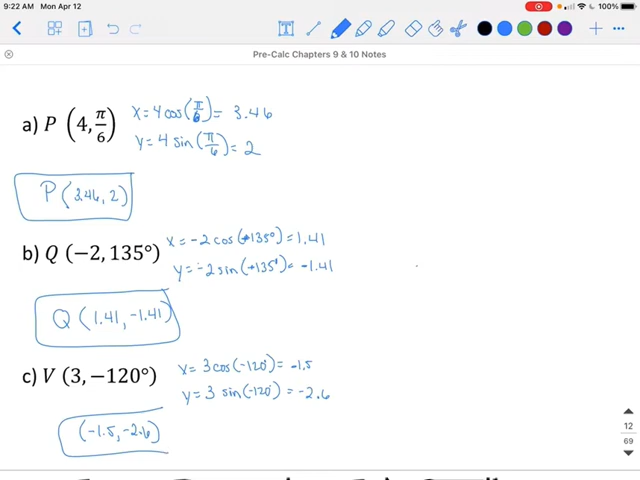 9:22 AM Mon Apr 12
100%
Pre-Calc Chapters 9 & 10 Notes
a) P (4, π/6) x = 4 cos(π/6) = 3.46
y = 4 sin(π/6) = 2
P (3.46, 2)
b) Q (−2, 135°) x = −2 cos(135°) = 1.41
y = −2 sin(135°) = −1.41
Q (1.41, −1.41)
c) V (3, −120°) x = 3 cos(−120°) = −1.5
y = 3 sin(−120°) = −2.6
(−1.5, −2.6)
12
69